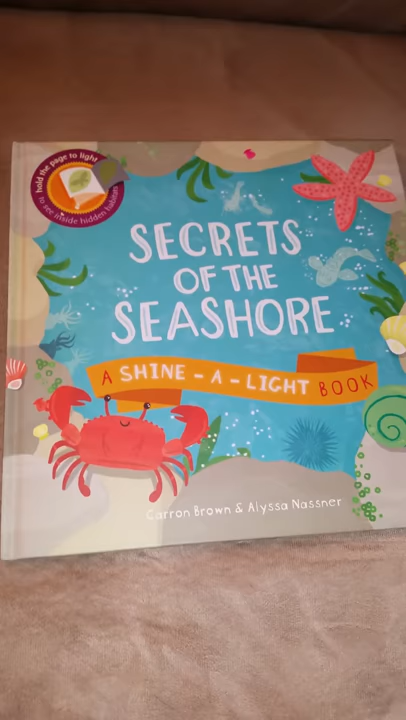 hold the page to light
to see inside hidden habitats
SECRETS
OF THE
SEASHORE
A SHINE-A-LIGHT BOOK
Carron Brown & Alyssa Nassner